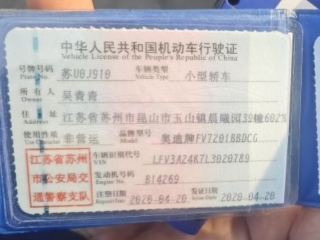 中华人民共和国机动车行驶证
Vehicle License of the People's Republic of China
号牌号码 苏U0J910 车辆类型 小型轿车
Plate No. Vehicle Type
所有人 吴青青
Owner
住址 江苏省苏州市昆山市玉山镇晨曦园39幢602室
Address
使用性质 非营运 品牌型号 奥迪牌FV7201BBDCG
Use Character Model
江苏省苏州市公安局交通警察支队
车辆识别代号 LFV3A24K7L3020789
VIN
发动机号码 814269
Engine No.
注册日期 2020-04-20 发证日期 2020-04-20
Register Date Issue Date